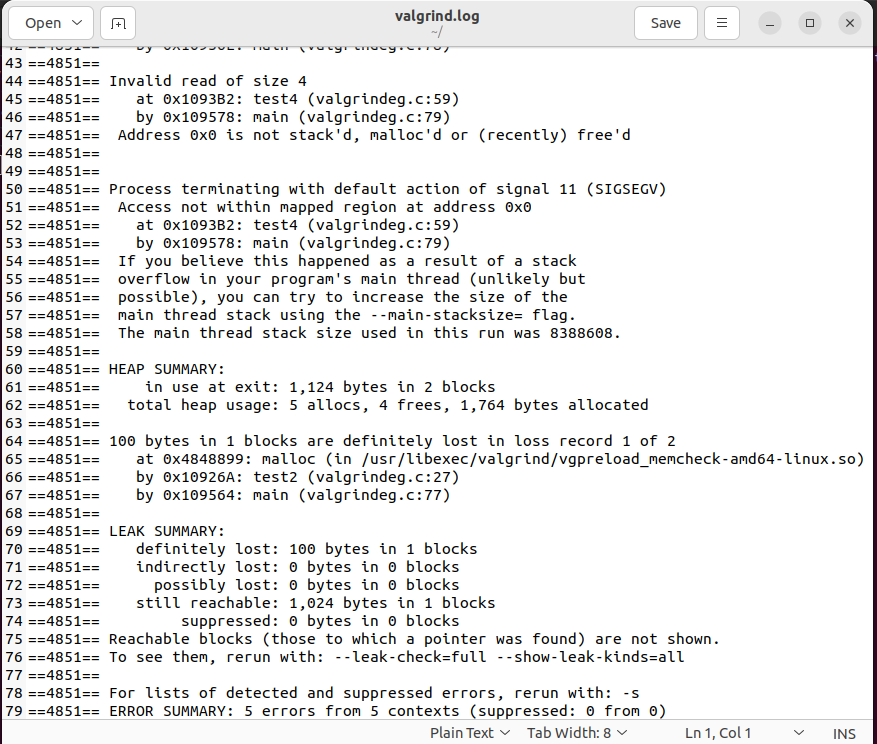 Open
valgrind.log
~/
Save
43 ==4851==
44 ==4851== Invalid read of size 4
45 ==4851==    at 0x1093B2: test4 (valgrindeg.c:59)
46 ==4851==    by 0x109578: main (valgrindeg.c:79)
47 ==4851==  Address 0x0 is not stack'd, malloc'd or (recently) free'd
48 ==4851==
49 ==4851==
50 ==4851== Process terminating with default action of signal 11 (SIGSEGV)
51 ==4851==  Access not within mapped region at address 0x0
52 ==4851==    at 0x1093B2: test4 (valgrindeg.c:59)
53 ==4851==    by 0x109578: main (valgrindeg.c:79)
54 ==4851==  If you believe this happened as a result of a stack
55 ==4851==  overflow in your program's main thread (unlikely but
56 ==4851==  possible), you can try to increase the size of the
57 ==4851==  main thread stack using the --main-stacksize= flag.
58 ==4851==  The main thread stack size used in this run was 8388608.
59 ==4851==
60 ==4851== HEAP SUMMARY:
61 ==4851==     in use at exit: 1,124 bytes in 2 blocks
62 ==4851==   total heap usage: 5 allocs, 4 frees, 1,764 bytes allocated
63 ==4851==
64 ==4851== 100 bytes in 1 blocks are definitely lost in loss record 1 of 2
65 ==4851==    at 0x4848899: malloc (in /usr/libexec/valgrind/vgpreload_memcheck-amd64-linux.so)
66 ==4851==    by 0x10926A: test2 (valgrindeg.c:27)
67 ==4851==    by 0x109564: main (valgrindeg.c:77)
68 ==4851==
69 ==4851== LEAK SUMMARY:
70 ==4851==    definitely lost: 100 bytes in 1 blocks
71 ==4851==    indirectly lost: 0 bytes in 0 blocks
72 ==4851==      possibly lost: 0 bytes in 0 blocks
73 ==4851==    still reachable: 1,024 bytes in 1 blocks
74 ==4851==         suppressed: 0 bytes in 0 blocks
75 ==4851== Reachable blocks (those to which a pointer was found) are not shown.
76 ==4851== To see them, rerun with: --leak-check=full --show-leak-kinds=all
77 ==4851==
78 ==4851== For lists of detected and suppressed errors, rerun with: -s
79 ==4851== ERROR SUMMARY: 5 errors from 5 contexts (suppressed: 0 from 0)
Plain Text Tab Width: 8 Ln 1, Col 1 INS